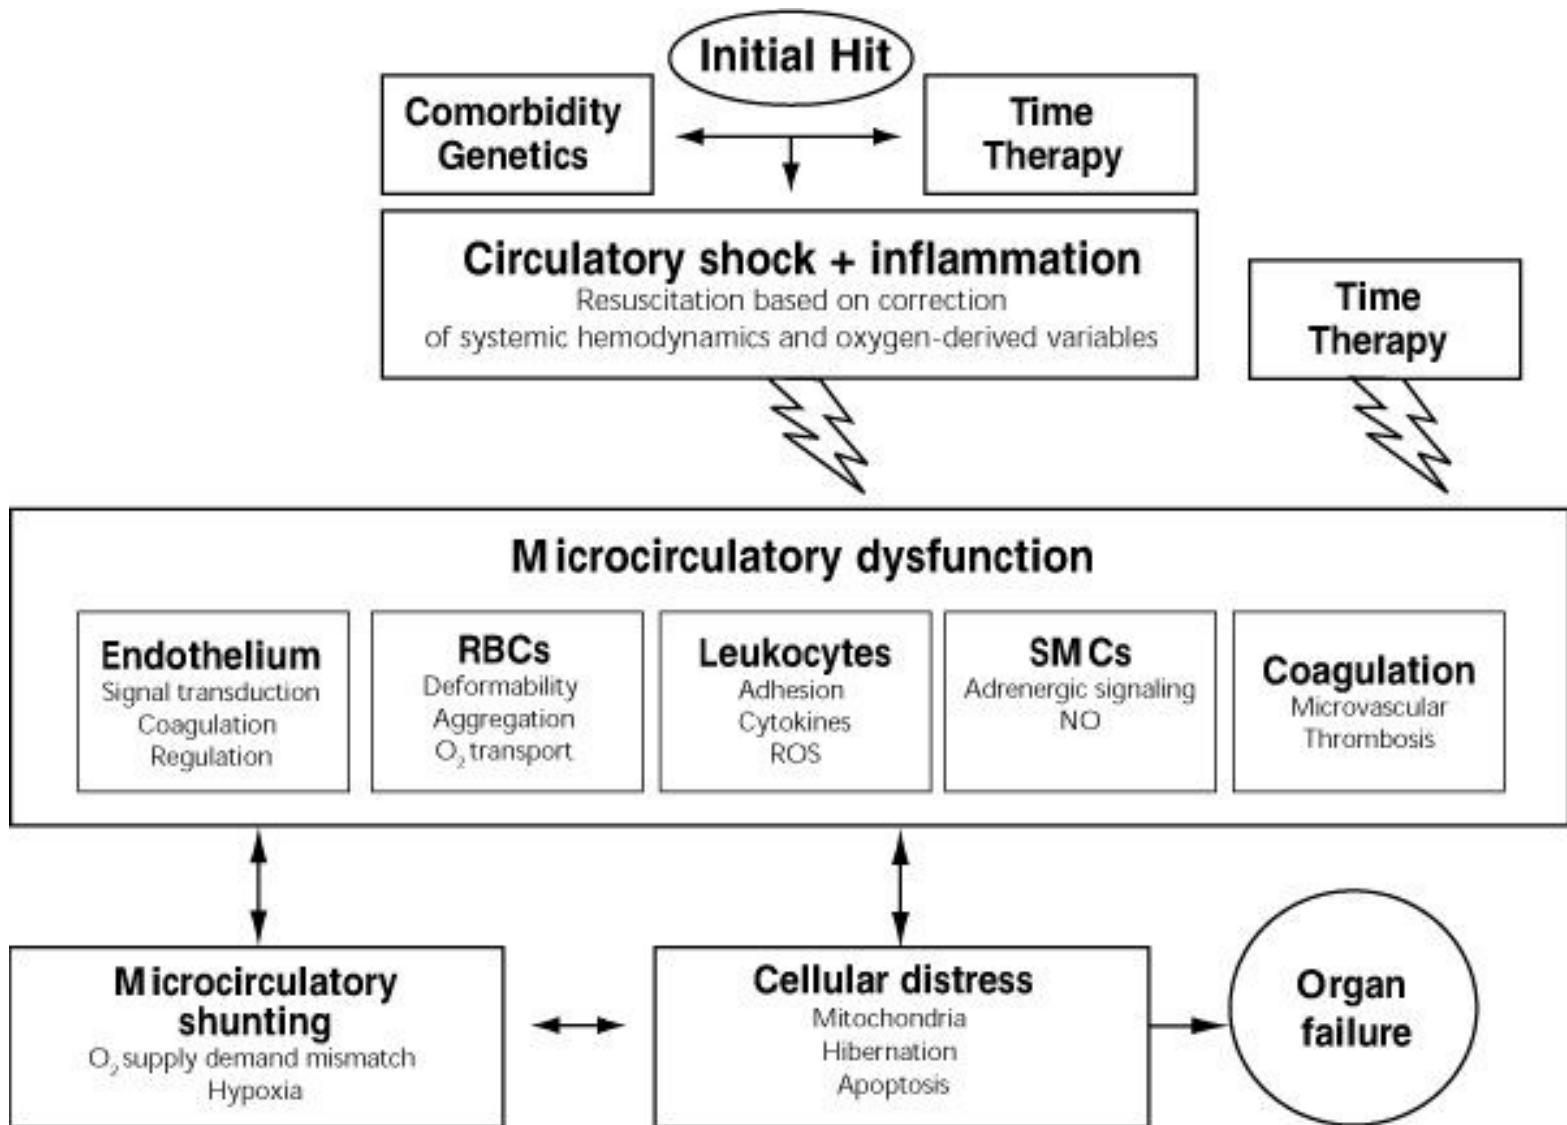 Initial Hit
Comorbidity
Genetics
Time
Therapy
Circulatory shock + inflammation
Resuscitation based on correction
of systemic hemodynamics and oxygen-derived variables
Time
Therapy
Microcirculatory dysfunction
Endothelium
Signal transduction
Coagulation
Regulation
RBCs
Deformability
Aggregation
O₂ transport
Leukocytes
Adhesion
Cytokines
ROS
SMCs
Adrenergic signaling
NO
Coagulation
Microvascular
Thrombosis
Microcirculatory
shunting
O₂ supply demand mismatch
Hypoxia
Cellular distress
Mitochondria
Hibernation
Apoptosis
Organ
failure